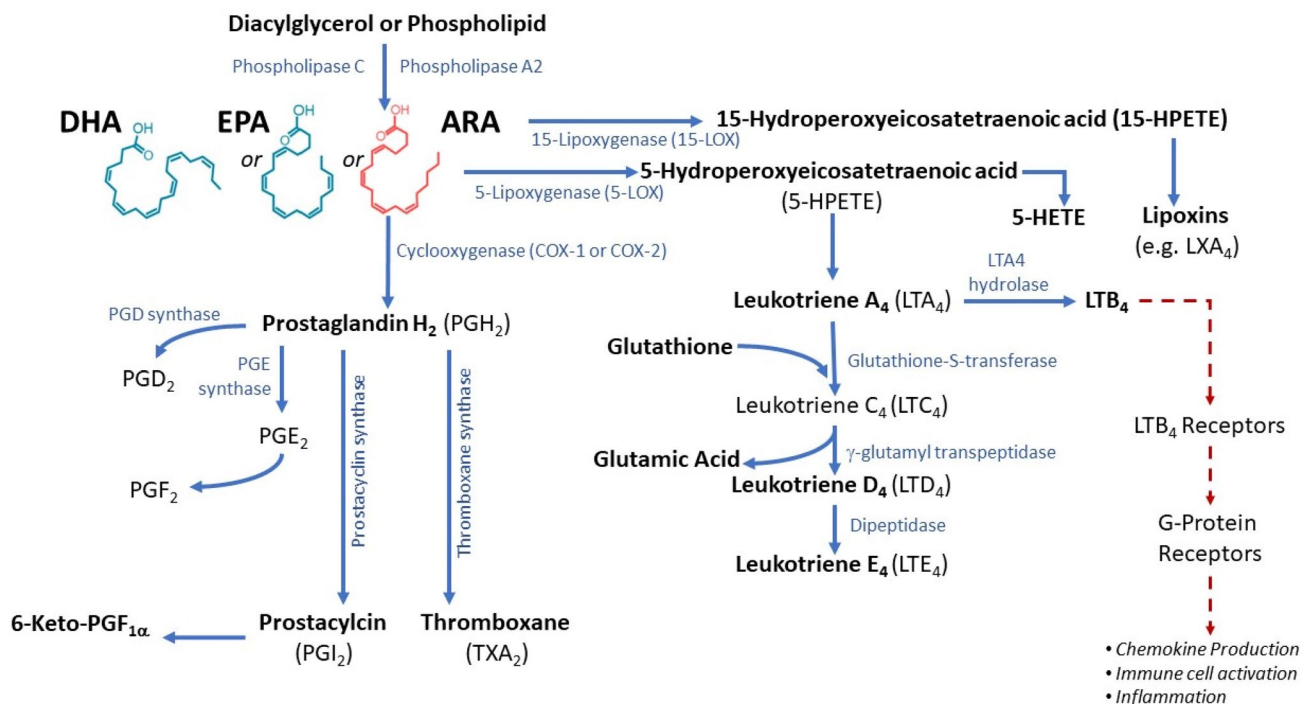 Diacylglycerol or Phospholipid
Phospholipase C
Phospholipase A2
DHA
OH
O
EPA
OH
O
or
or
OH
O
ARA
15-Lipoxygenase (15-LOX)
15-Hydroperoxyeicosatetraenoic acid (15-HPETE)
5-Lipoxygenase (5-LOX)
5-Hydroperoxyeicosatetraenoic acid
(5-HPETE)
5-HETE
Lipoxins
(e.g. LXA4)
Cyclooxygenase (COX-1 or COX-2)
LTA4
hydrolase
Leukotriene A4 (LTA4)
LTB4
PGD synthase
Prostaglandin H2 (PGH2)
PGD2
PGE
synthase
Prostacyclin synthase
Thromboxane synthase
PGE2
PGF2
Glutathione
Glutathione-S-transferase
Leukotriene C4 (LTC4)
Glutamic Acid
γ-glutamyl transpeptidase
Leukotriene D4 (LTD4)
Dipeptidase
Leukotriene E4 (LTE4)
LTB4 Receptors
G-Protein
Receptors
6-Keto-PGF1α
Prostacylcin
(PGI2)
Thromboxane
(TXA2)
• Chemokine Production
• Immune cell activation
• Inflammation